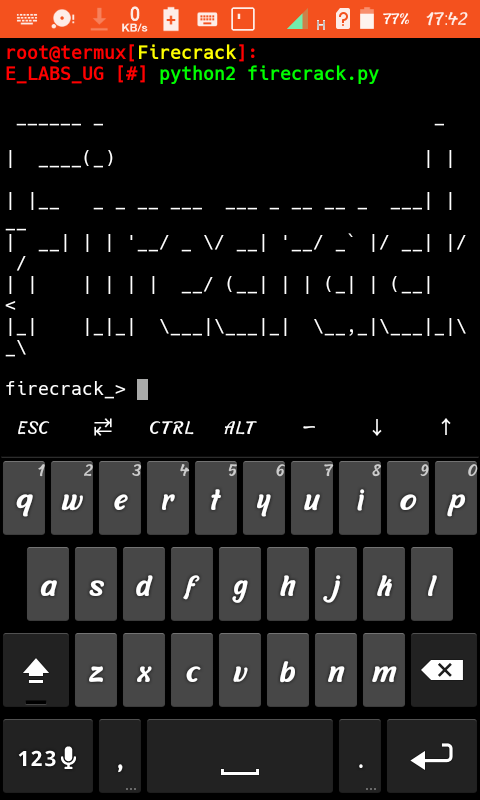 0 KB/s H ? 77% 17:42
root@termux[Firecrack]:
E_LABS_UG [#] python2 firecrack.py
 ______ _                              _
|  ____(_)                            | |
| |__   _ _ __ ___  ___ _ __ __ _  ___| |
__
|  __| | | '__/ _ \/ __| '__/ _` |/ __| |/
 /
| |    | | | |  __/ (__| | | (_| | (__|
<
|_|    |_|_|  \___|\___|_|  \__,_|\___|_|\
_\
firecrack_>
ESC ⇄ CTRL ALT – ↓ ↑
1 2 3 4 5 6 7 8 9 0
q w e r t y u i o p
a s d f g h j k l
z x c v b n m
123 , ... . ...